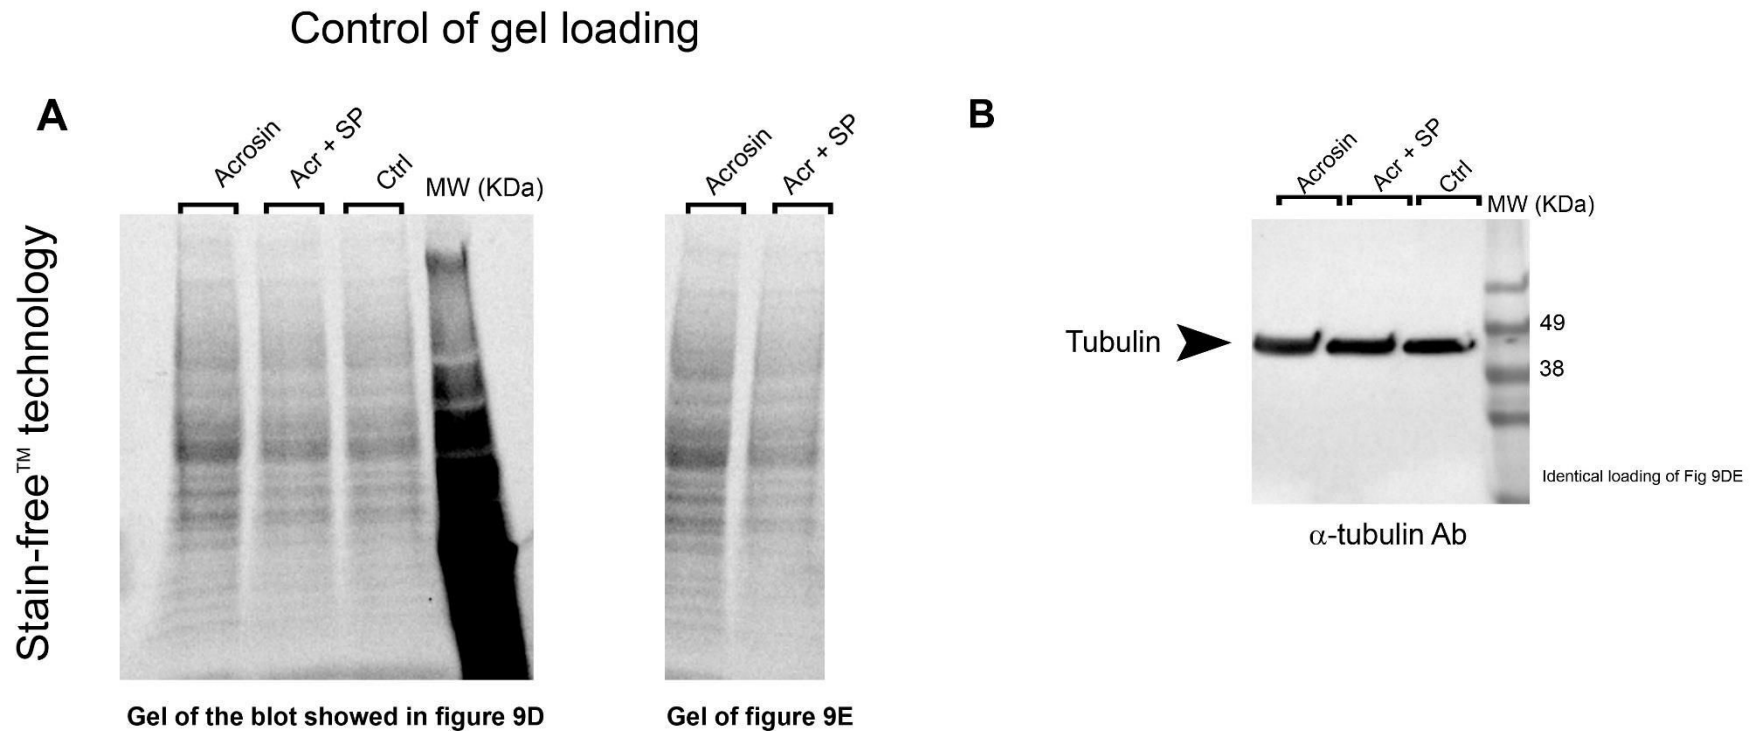 Control of gel loading
A
Acrosin
Acr + SP
Ctrl
MW (KDa)
Acrosin
Acr + SP
Stain-free™ technology
Gel of the blot showed in figure 9D
Gel of figure 9E
B
Acrosin
Acr + SP
Ctrl
MW (KDa)
Tubulin
49
38
Identical loading of Fig 9DE
α-tubulin Ab